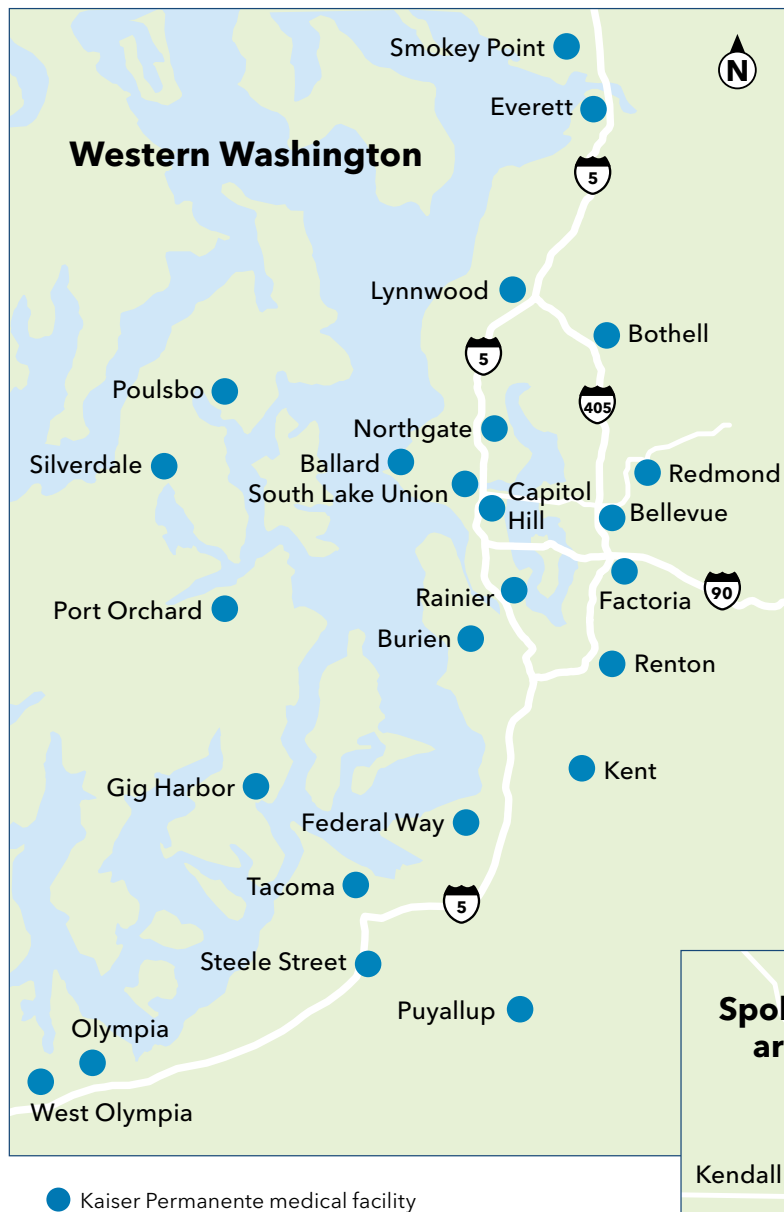 Smokey Point
N
Everett
Western Washington
5
Lynnwood
Bothell
5
Poulsbo
405
Northgate
Silverdale
Ballard
Redmond
South Lake Union
Capitol
Hill
Bellevue
Rainier
Factoria
90
Port Orchard
Burien
Renton
Kent
Gig Harbor
Federal Way
Tacoma
5
Steele Street
Puyallup
Olympia
West Olympia
Kendall
Kaiser Permanente medical facility